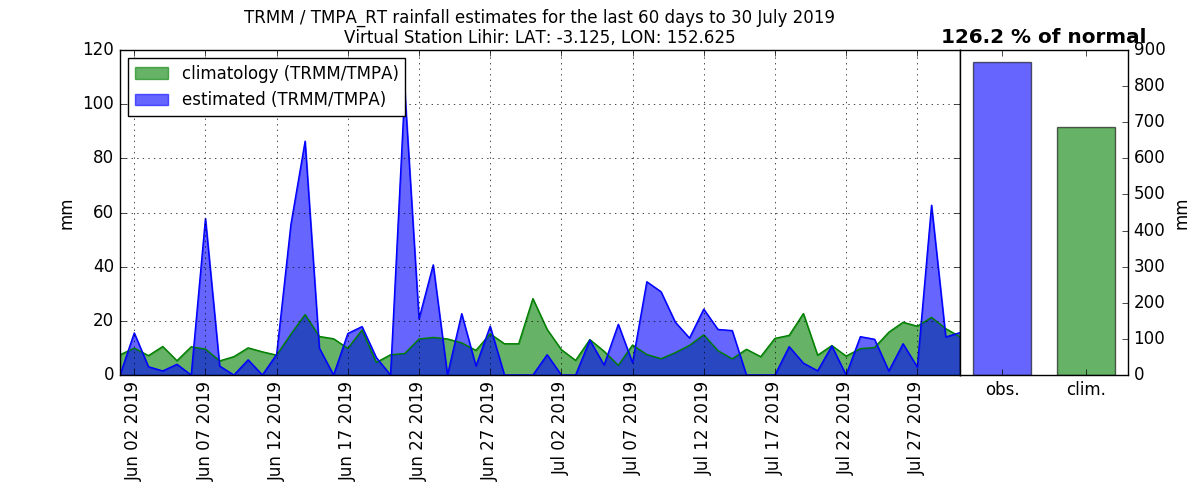 TRMM / TMPA_RT rainfall estimates for the last 60 days to 30 July 2019
Virtual Station Lihir: LAT: -3.125, LON: 152.625
126.2 % of normal
climatology (TRMM/TMPA)
estimated (TRMM/TMPA)
mm
120
100
80
60
40
20
0
Jun 02 2019
Jun 07 2019
Jun 12 2019
Jun 17 2019
Jun 22 2019
Jun 27 2019
Jul 02 2019
Jul 07 2019
Jul 12 2019
Jul 17 2019
Jul 22 2019
Jul 27 2019
obs.
clim.
900
800
700
600
500
400
300
200
100
0
mm